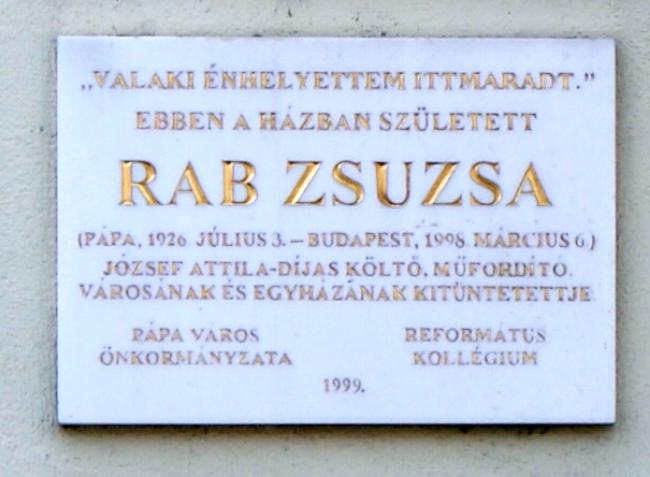 „VALAKI ÉNHELYETTEM ITTMARADT.”
EBBEN A HÁZBAN SZÜLETETT
RAB ZSUZSA
(PÁPA, 1926. JÚLIUS 3. – BUDAPEST, 1998. MÁRCIUS 6.)
JÓZSEF ATTILA-DÍJAS KÖLTŐ, MŰFORDÍTÓ,
VÁROSÁNAK ÉS EGYHÁZÁNAK KITÜNTETETTJE
PÁPA VÁROS
ÖNKORMÁNYZATA
REFORMÁTUS
KOLLÉGIUM
1999.